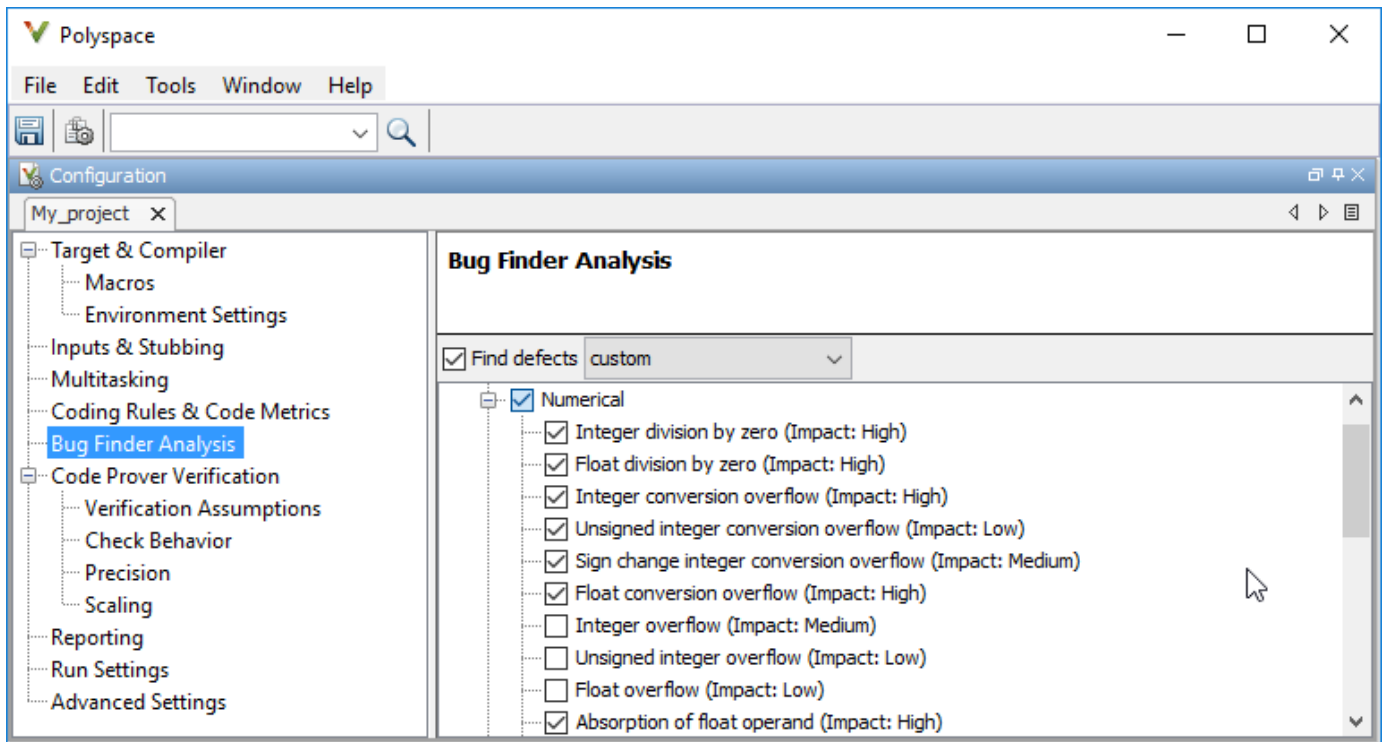 Polyspace
File Edit Tools Window Help
Configuration
My_project
Target & Compiler
Macros
Environment Settings
Inputs & Stubbing
Multitasking
Coding Rules & Code Metrics
Bug Finder Analysis
Code Prover Verification
Verification Assumptions
Check Behavior
Precision
Scaling
Reporting
Run Settings
Advanced Settings
Bug Finder Analysis
Find defects custom
Numerical
Integer division by zero (Impact: High)
Float division by zero (Impact: High)
Integer conversion overflow (Impact: High)
Unsigned integer conversion overflow (Impact: Low)
Sign change integer conversion overflow (Impact: Medium)
Float conversion overflow (Impact: High)
Integer overflow (Impact: Medium)
Unsigned integer overflow (Impact: Low)
Float overflow (Impact: Low)
Absorption of float operand (Impact: High)